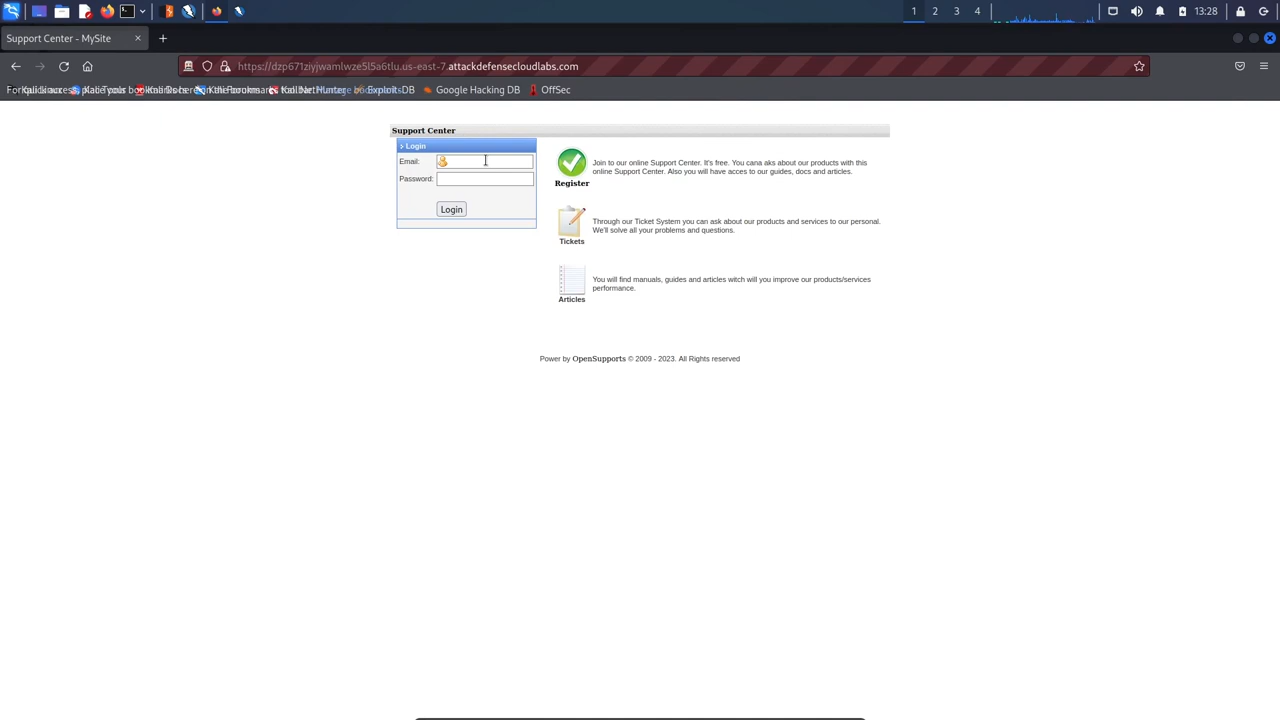 1 2 3 4 13:28
Support Center - MySite
https://dzp671ziyjwamlwze5l5a6tlu.us-east-7.attackdefensecloudlabs.com
Exploit-DB Google Hacking DB OffSec
Support Center
Login
Email:
Password:
Login
Join to our online Support Center. It's free. You cana aks about our products with this
online Support Center. Also you will have acces to our guides, docs and articles.
Register
Through our Ticket System you can ask about our products and services to our personal.
We'll solve all your problems and questions.
Tickets
You will find manuals, guides and articles witch will you improve our products/services
performance.
Articles
Power by OpenSupports © 2009 - 2023. All Rights reserved